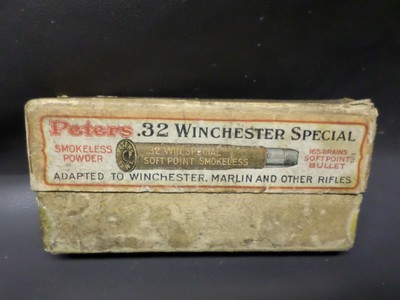 Peters .32 WINCHESTER SPECIAL
SMOKELESS
POWDER
.32 WIN. SPECIAL
SOFT POINT SMOKELESS
165 GRAINS
SOFT POINT
BULLET
ADAPTED TO WINCHESTER, MARLIN AND OTHER RIFLES